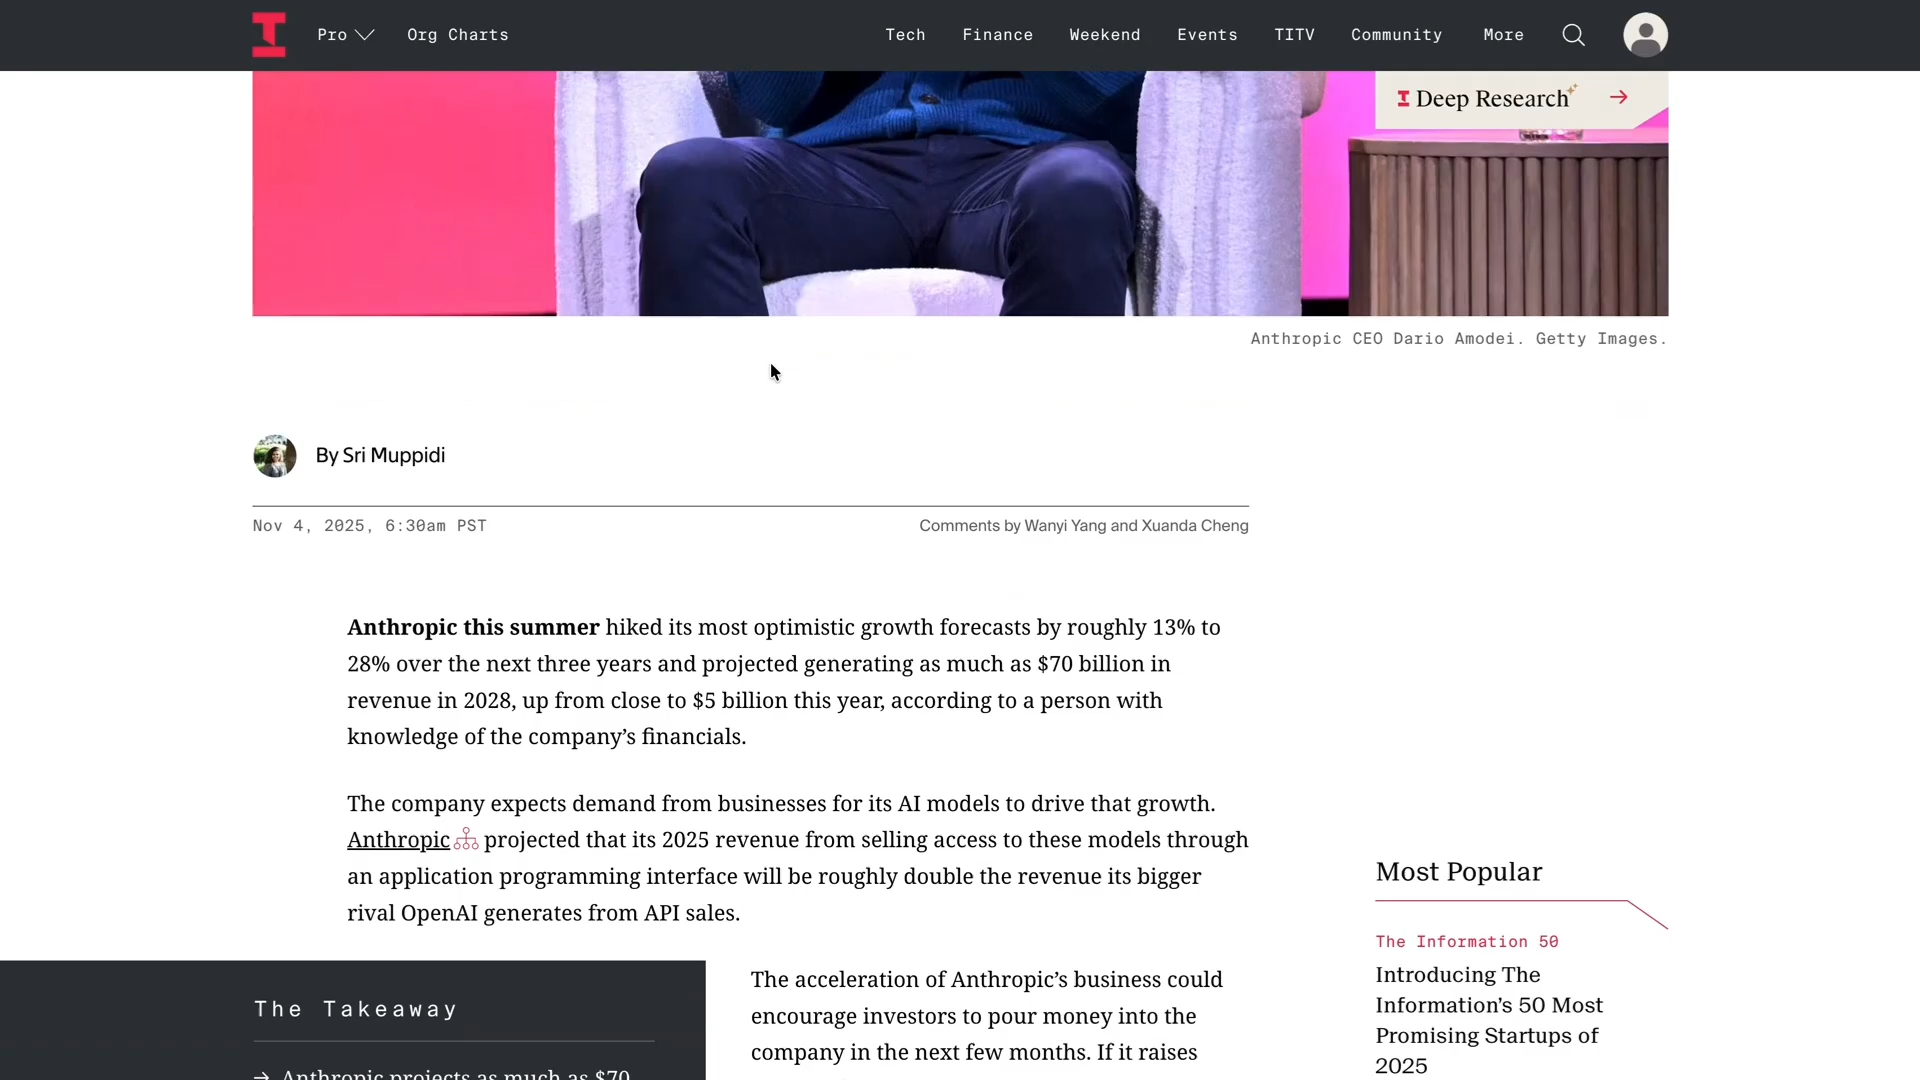 Pro
Org Charts
Tech
Finance
Weekend
Events
TITV
Community
More
Deep Research
Anthropic CEO Dario Amodei. Getty Images.
By Sri Muppidi
Nov 4, 2025, 6:30am PST
Comments by Wanyi Yang and Xuanda Cheng
Anthropic this summer hiked its most optimistic growth forecasts by roughly 13% to
28% over the next three years and projected generating as much as $70 billion in
revenue in 2028, up from close to $5 billion this year, according to a person with
knowledge of the company’s financials.
The company expects demand from businesses for its AI models to drive that growth.
Anthropic projected that its 2025 revenue from selling access to these models through
an application programming interface will be roughly double the revenue its bigger
rival OpenAI generates from API sales.
The Takeaway
→ Anthropic projects as much as $70
The acceleration of Anthropic’s business could
encourage investors to pour money into the
company in the next few months. If it raises
Most Popular
The Information 50
Introducing The
Information’s 50 Most
Promising Startups of
2025